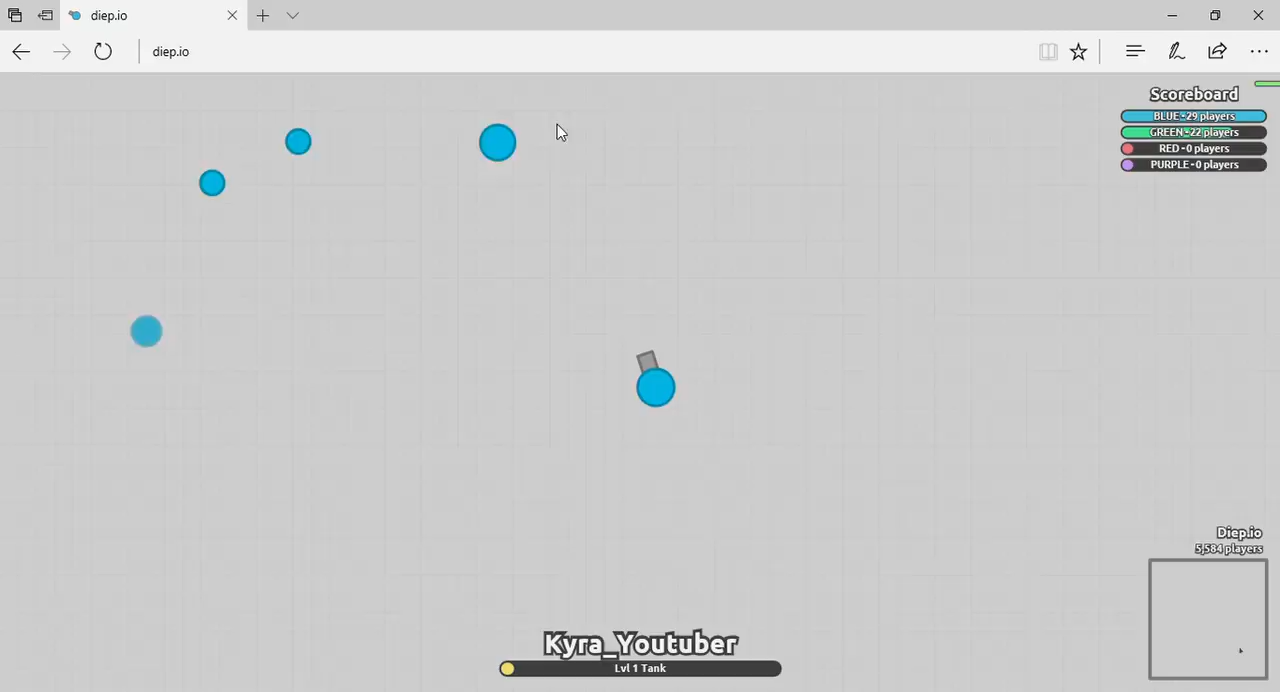 diep.io
diep.io
Scoreboard
BLUE - 29 players
GREEN - 22 players
RED - 0 players
PURPLE - 0 players
Diep.io
5,584 players
Kyra_Youtuber
Lvl 1 Tank